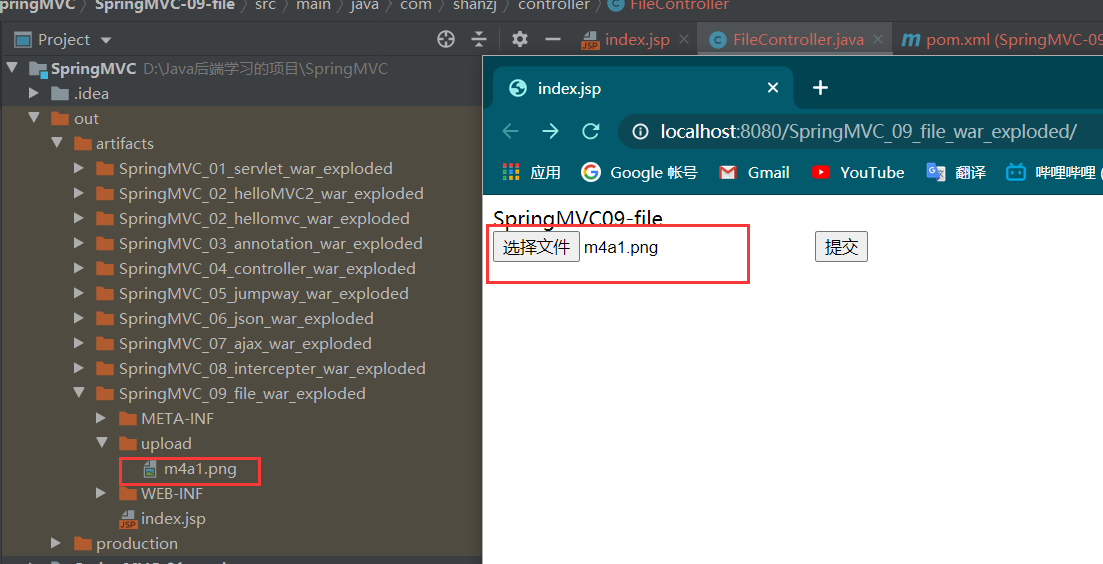 pringMVC SpringMVC-09-file src main java com shanzj controller FileController
Project index.jsp FileController.java pom.xml (SpringMVC-09
SpringMVC D:\Java后端学习的项目\SpringMVC
.idea
out
artifacts
SpringMVC_01_servlet_war_exploded
SpringMVC_02_helloMVC2_war_exploded
SpringMVC_02_hellomvc_war_exploded
SpringMVC_03_annotation_war_exploded
SpringMVC_04_controller_war_exploded
SpringMVC_05_jumpway_war_exploded
SpringMVC_06_json_war_exploded
SpringMVC_07_ajax_war_exploded
SpringMVC_08_intercepter_war_exploded
SpringMVC_09_file_war_exploded
META-INF
upload
m4a1.png
WEB-INF
index.jsp
production
index.jsp
localhost:8080/SpringMVC_09_file_war_exploded/
应用 Google 帐号 Gmail YouTube 翻译 哔哩哔哩
SpringMVC09-file
选择文件 m4a1.png 提交